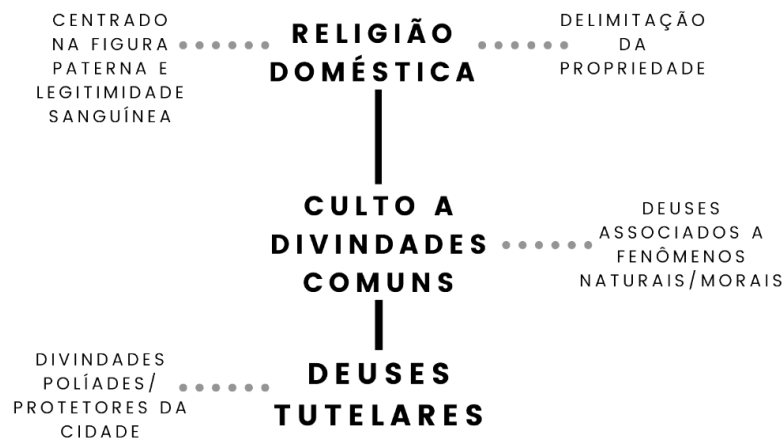 CENTRADO
NA FIGURA
PATERNA E
LEGITIMIDADE
SANGUÍNEA
RELIGIÃO
DOMÉSTICA
DELIMITAÇÃO
DA
PROPRIEDADE
CULTO A
DIVINDADES
COMUNS
DEUSES
ASSOCIADOS A
FENÔMENOS
NATURAIS/MORAIS
DIVINDADES
POLÍADES/
PROTETORES DA
CIDADE
DEUSES
TUTELARES